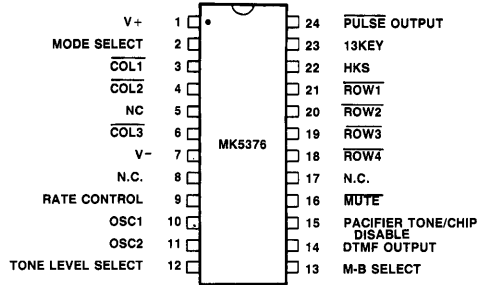 V+ 1 24 PULSE OUTPUT
MODE SELECT 2 23 13KEY
COL1 3 22 HKS
COL2 4 21 ROW1
NC 5 20 ROW2
COL3 6 19 ROW3
MK5376
V− 7 18 ROW4
N.C. 8 17 N.C.
RATE CONTROL 9 16 MUTE
OSC1 10 15 PACIFIER TONE/CHIP
DISABLE
OSC2 11 14 DTMF OUTPUT
TONE LEVEL SELECT 12 13 M-B SELECT